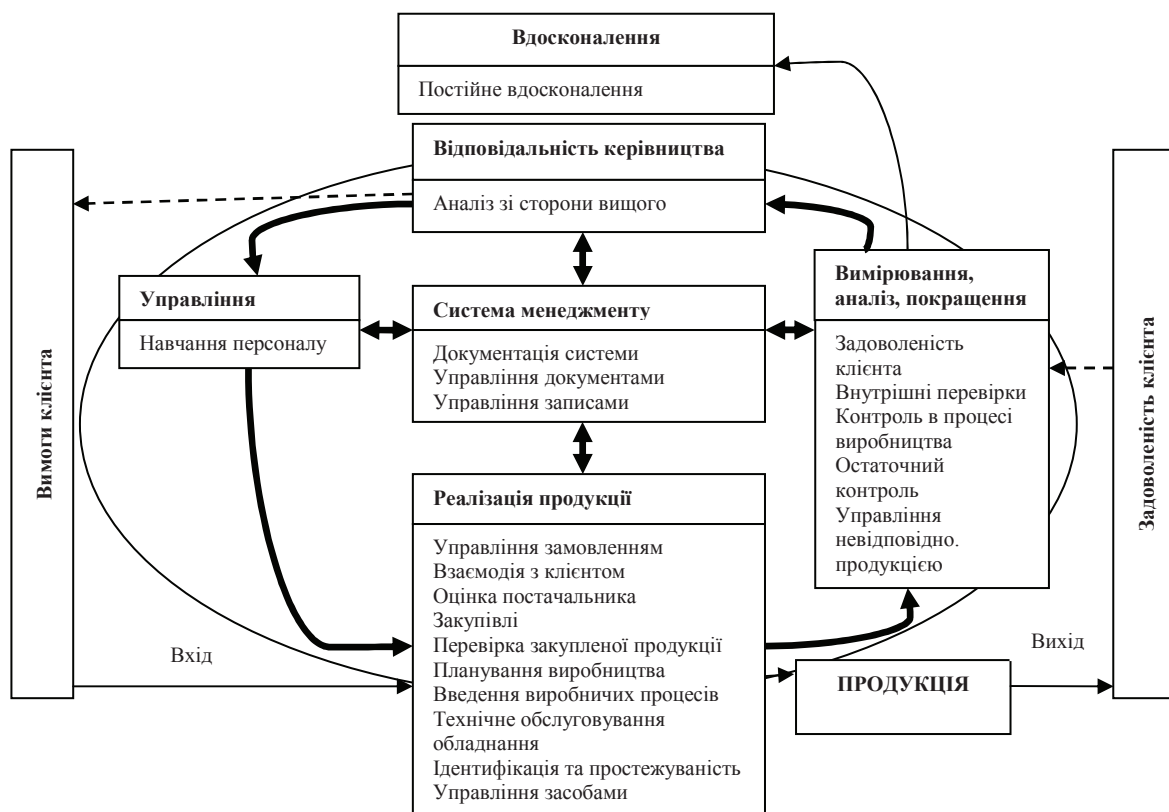 Вдосконалення
Постійне вдосконалення
Відповідальність керівництва
Аналіз зі сторони вищого
Вимоги клієнта
Управління
Навчання персоналу
Система менеджменту
Документація системи
Управління документами
Управління записами
Вимірювання,
аналіз, покращення
Задоволеність
клієнта
Внутрішні перевірки
Контроль в процесі
виробництва
Остаточний
контроль
Управління
невідповідно.
продукцією
Задоволеність клієнта
Реалізація продукції
Управління замовленням
Взаємодія з клієнтом
Оцінка постачальника
Закупівлі
Перевірка закупленої продукції
Планування виробництва
Введення виробничих процесів
Технічне обслуговування
обладнання
Ідентифікація та простежуваність
Управління засобами
Вхід
Вихід
ПРОДУКЦІЯ